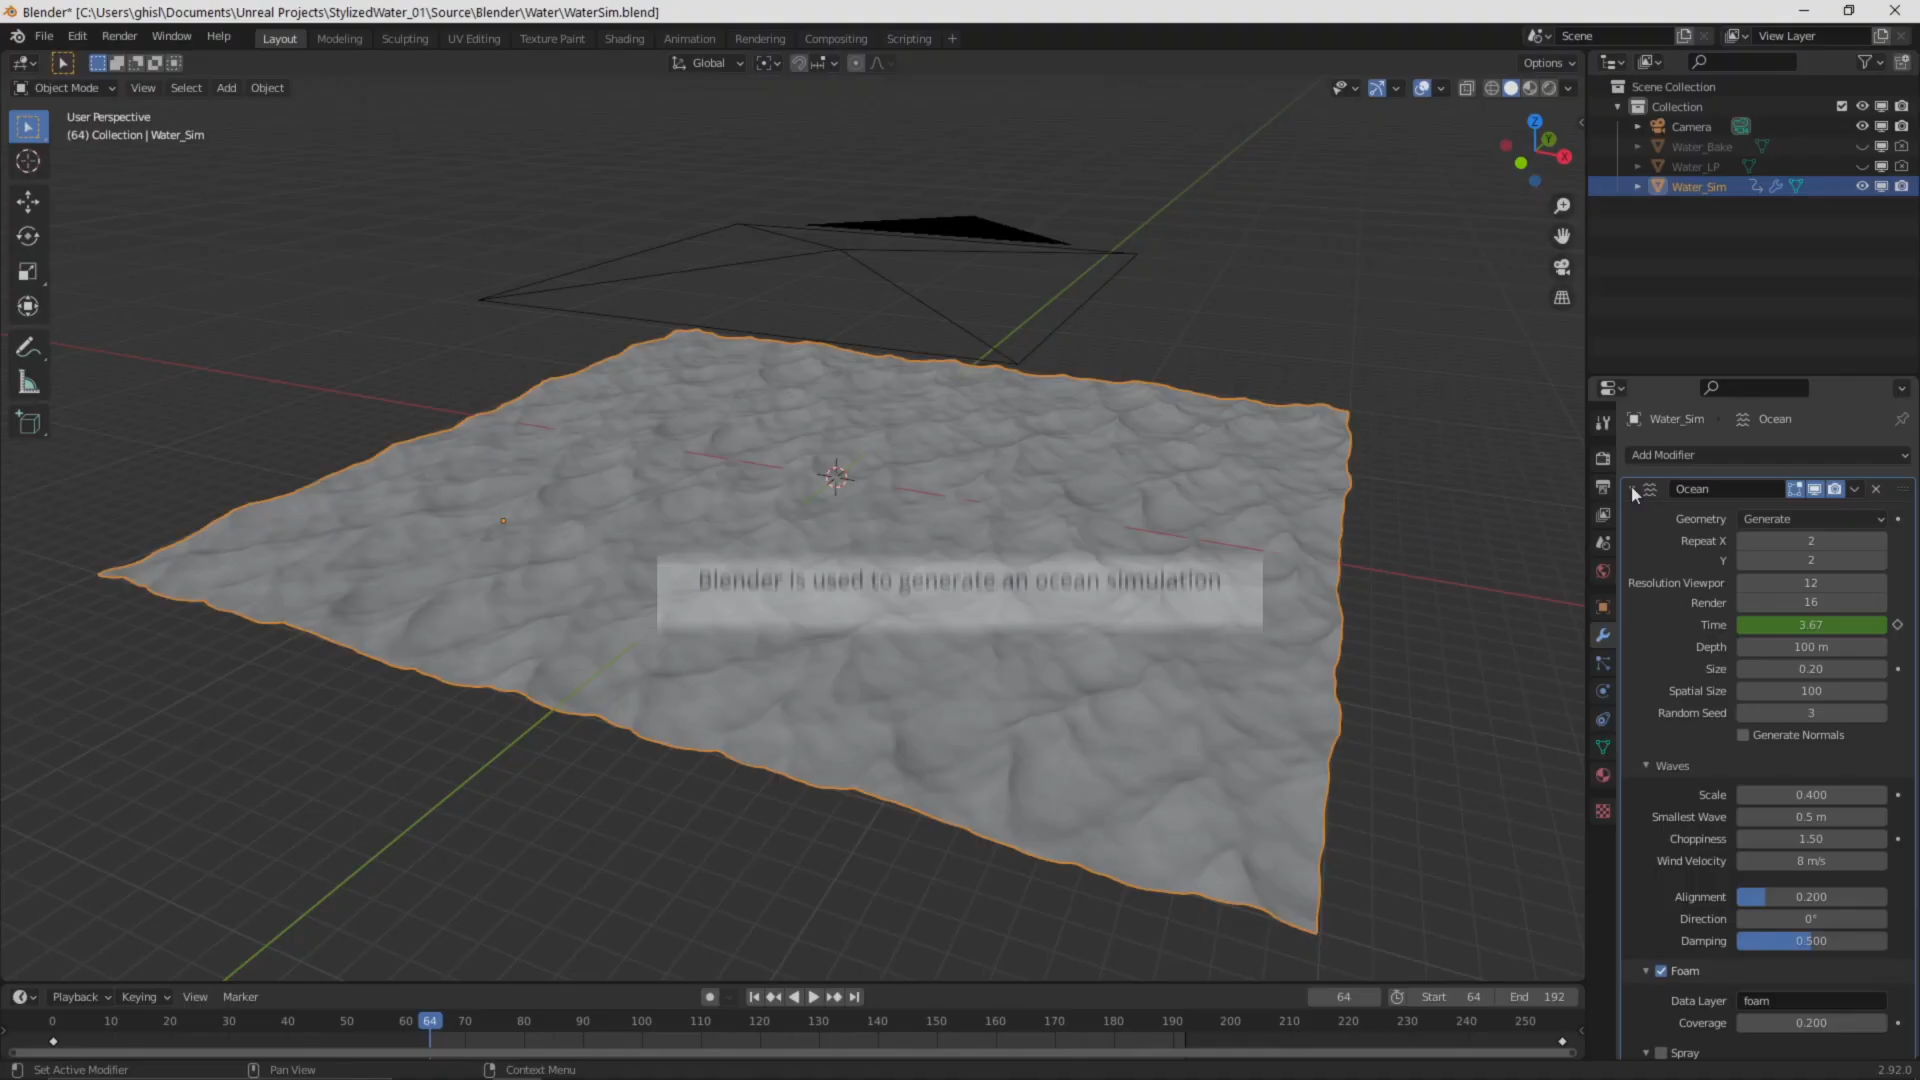 Blender* [C:\Users\ghisl\Documents\Unreal Projects\StylizedWater_01\Source\Blender\Water\WaterSim.blend]
File Edit Render Window Help Layout Modeling Sculpting UV Editing Texture Paint Shading Animation Rendering Compositing Scripting + Scene View Layer
Global Options
Object Mode View Select Add Object
User Perspective
(64) Collection | Water_Sim
Z
Y
X
Scene Collection
Collection
Camera
Water_Bake
Water_LP
Water_Sim
Water_Sim Ocean
Add Modifier
Ocean
Geometry Generate
Repeat X 2
Y 2
Resolution Viewpor 12
Render 16
Time 3.67
Depth 100 m
Size 0.20
Spatial Size 100
Random Seed 3
Generate Normals
Waves
Scale 0.400
Smallest Wave 0.5 m
Choppiness 1.50
Wind Velocity 8 m/s
Alignment 0.200
Direction 0°
Damping 0.500
Foam
Data Layer foam
Coverage 0.200
Spray
Blender is used to generate an ocean simulation
Playback Keying View Marker 64 Start 64 End 192
0 10 20 30 40 50 60 64 70 80 90 100 110 120 130 140 150 160 170 180 190 200 210 220 230 240 250
Set Active Modifier Pan View Context Menu 2.92.0